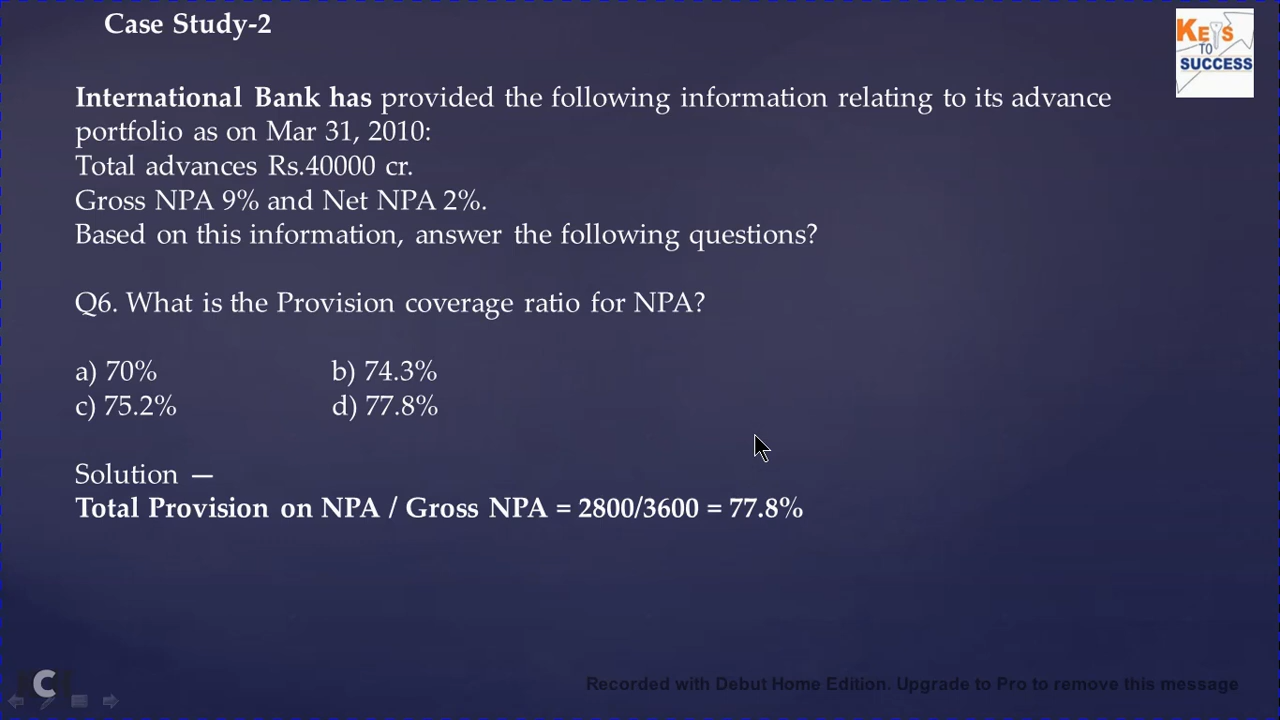 Case Study-2
KEYS
TO
SUCCESS
International Bank has provided the following information relating to its advance
portfolio as on Mar 31, 2010:
Total advances Rs.40000 cr.
Gross NPA 9% and Net NPA 2%.
Based on this information, answer the following questions?
Q6. What is the Provision coverage ratio for NPA?
a) 70% b) 74.3%
c) 75.2% d) 77.8%
Solution —
Total Provision on NPA / Gross NPA = 2800/3600 = 77.8%
C
Recorded with Debut Home Edition. Upgrade to Pro to remove this message